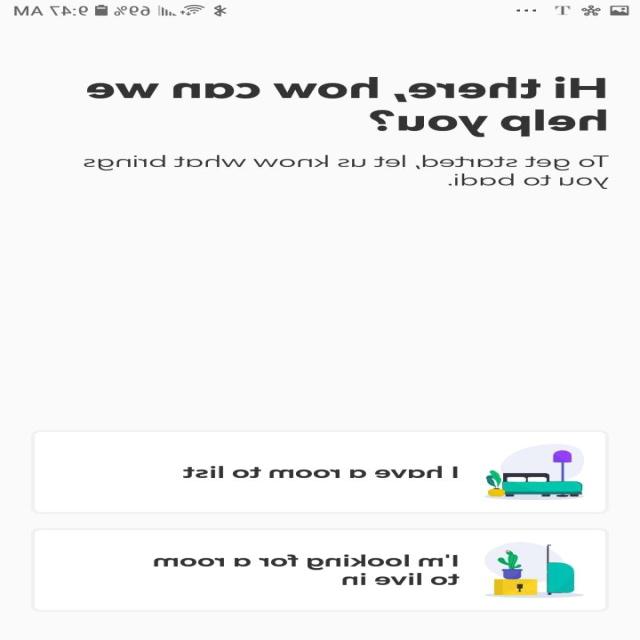 69% 9:47 AM
Hi there, how can we
help you?
To get started, let us know what brings
you to badi.
I have a room to list
I'm looking for a room
to live in